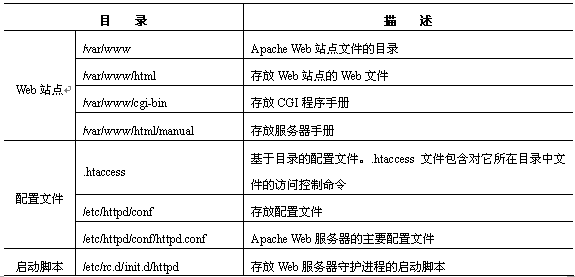 目 录 描 述
Web 站点 /var/www Apache Web 站点文件的目录
/var/www/html 存放 Web 站点的 Web 文件
/var/www/cgi-bin 存放 CGI 程序手册
/var/www/html/manual 存放服务器手册
配置文件 .htaccess 基于目录的配置文件。.htaccess 文件包含对它所在目录中文
件的访问控制命令
/etc/httpd/conf 存放配置文件
/etc/httpd/conf/httpd.conf Apache Web 服务器的主要配置文件
启动脚本 /etc/rc.d/init.d/httpd 存放 Web 服务器守护进程的启动脚本